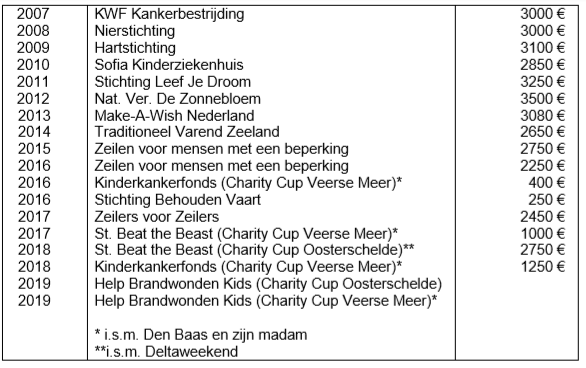 2007 KWF Kankerbestrijding 3000 €
2008 Nierstichting 3000 €
2009 Hartstichting 3100 €
2010 Sofia Kinderziekenhuis 2850 €
2011 Stichting Leef Je Droom 3250 €
2012 Nat. Ver. De Zonnebloem 3500 €
2013 Make-A-Wish Nederland 3080 €
2014 Traditioneel Varend Zeeland 2650 €
2015 Zeilen voor mensen met een beperking 2750 €
2016 Zeilen voor mensen met een beperking 2250 €
2016 Kinderkankerfonds (Charity Cup Veerse Meer)* 400 €
2016 Stichting Behouden Vaart 250 €
2017 Zeilers voor Zeilers 2450 €
2017 St. Beat the Beast (Charity Cup Veerse Meer)* 1000 €
2018 St. Beat the Beast (Charity Cup Oosterschelde)** 2750 €
2018 Kinderkankerfonds (Charity Cup Veerse Meer)* 1250 €
2019 Help Brandwonden Kids (Charity Cup Oosterschelde)
2019 Help Brandwonden Kids (Charity Cup Veerse Meer)*
* i.s.m. Den Baas en zijn madam
**i.s.m. Deltaweekend